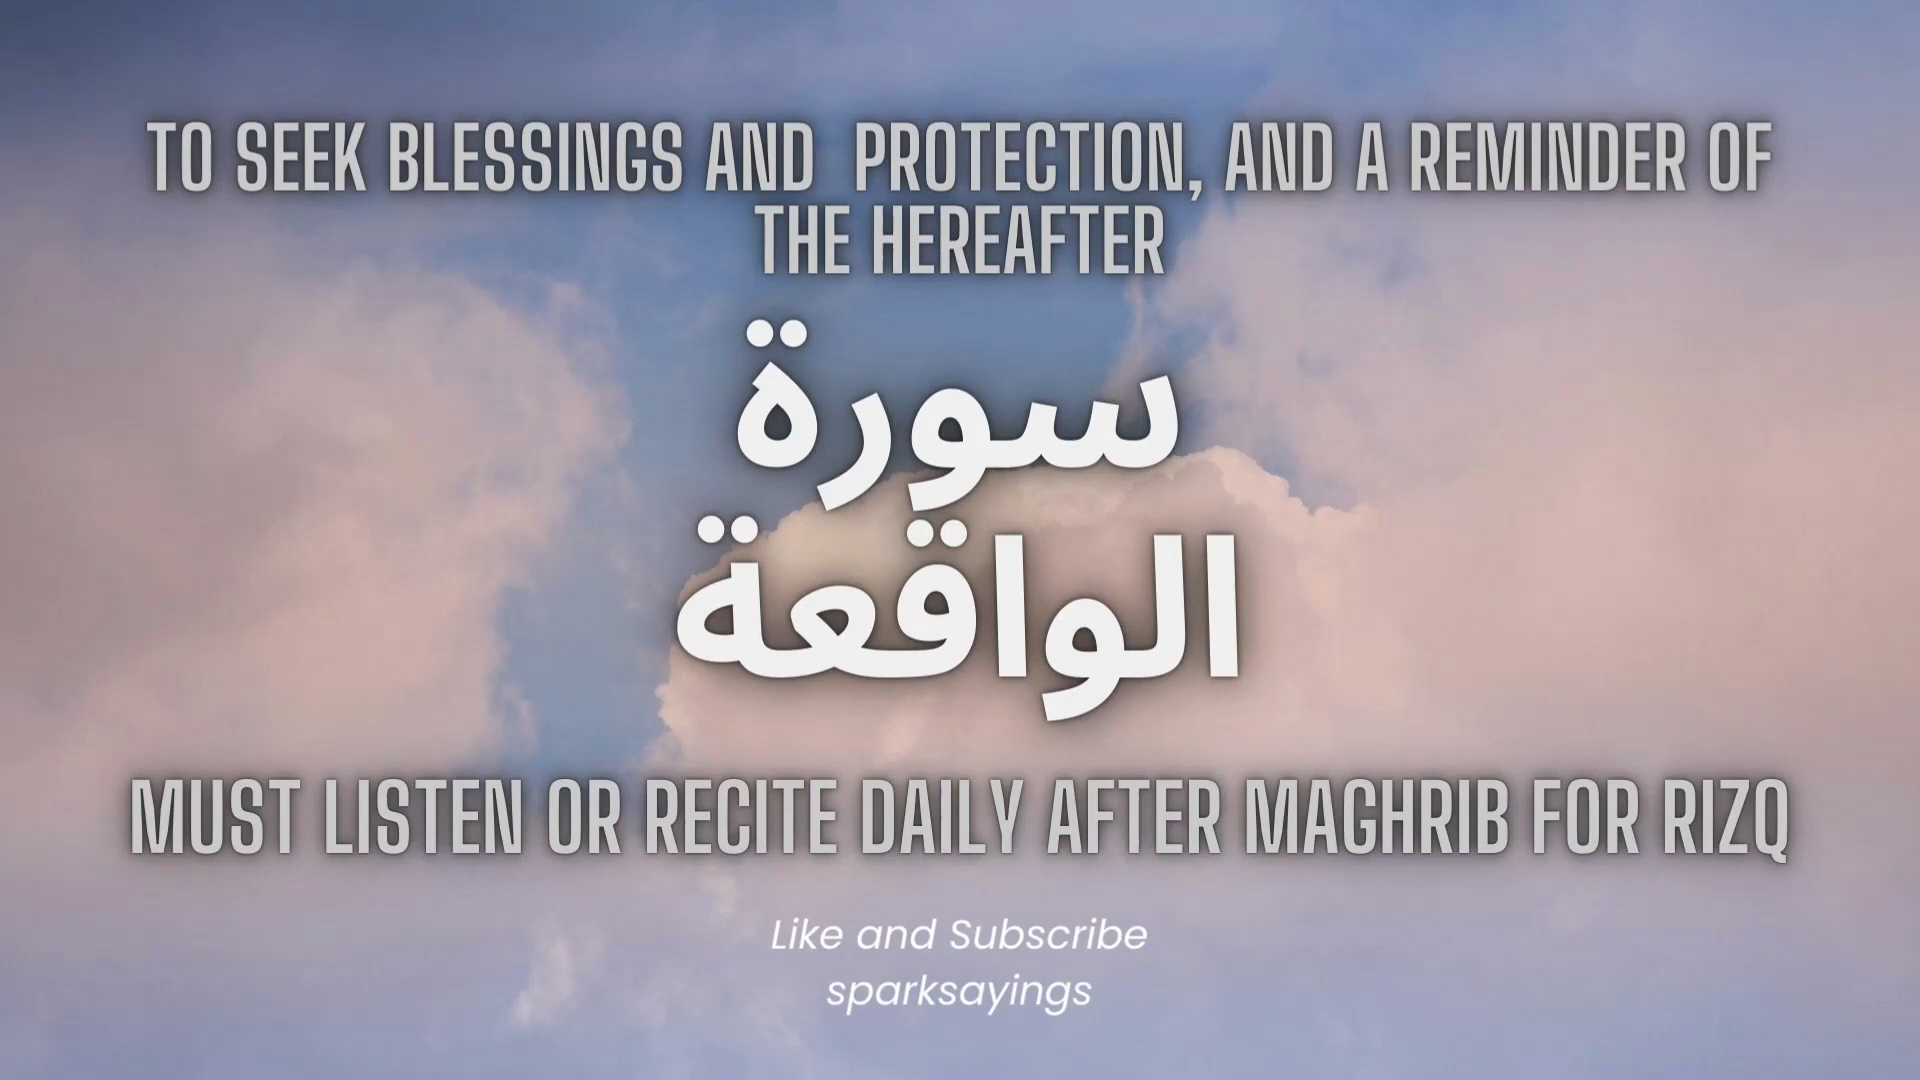 TO SEEK BLESSINGS AND PROTECTION, AND A REMINDER OF
THE HEREAFTER
سورة
الواقعة
MUST LISTEN OR RECITE DAILY AFTER MAGHRIB FOR RIZQ
Like and Subscribe
sparksayings